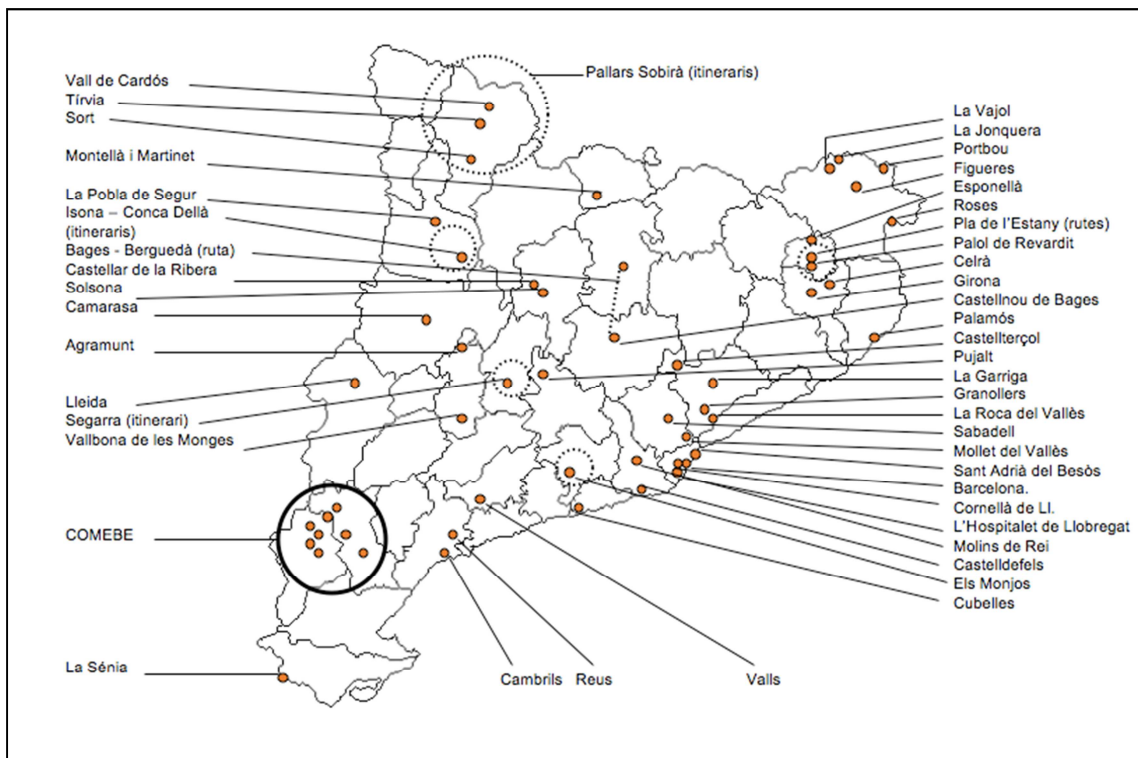 Pallars Sobirà (itineraris)
Vall de Cardós
Tírvia
Sort
Montellà i Martinet
La Pobla de Segur
Isona – Conca Dellà
(itineraris)
Bages - Berguedà (ruta)
Castellar de la Ribera
Solsona
Camarasa
Agramunt
Lleida
Segarra (itinerari)
Vallbona de les Monges
COMEBE
La Sénia
Cambrils
Reus
Valls
La Vajol
La Jonquera
Portbou
Figueres
Esponellà
Roses
Pla de l'Estany (rutes)
Palol de Revardit
Celrà
Girona
Castellnou de Bages
Palamós
Castellterçol
Pujalt
La Garriga
Granollers
La Roca del Vallès
Sabadell
Mollet del Vallès
Sant Adrià del Besòs
Barcelona.
Cornellà de Ll.
L'Hospitalet de Llobregat
Molins de Rei
Castelldefels
Els Monjos
Cubelles